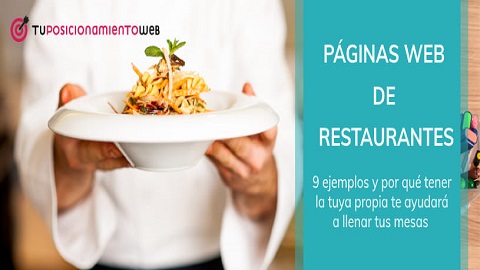 TUPOSICIONAMIENTOWEB
PÁGINAS WEB
DE
RESTAURANTES
9 ejemplos y por qué tener
la tuya propia te ayudará
a llenar tus mesas